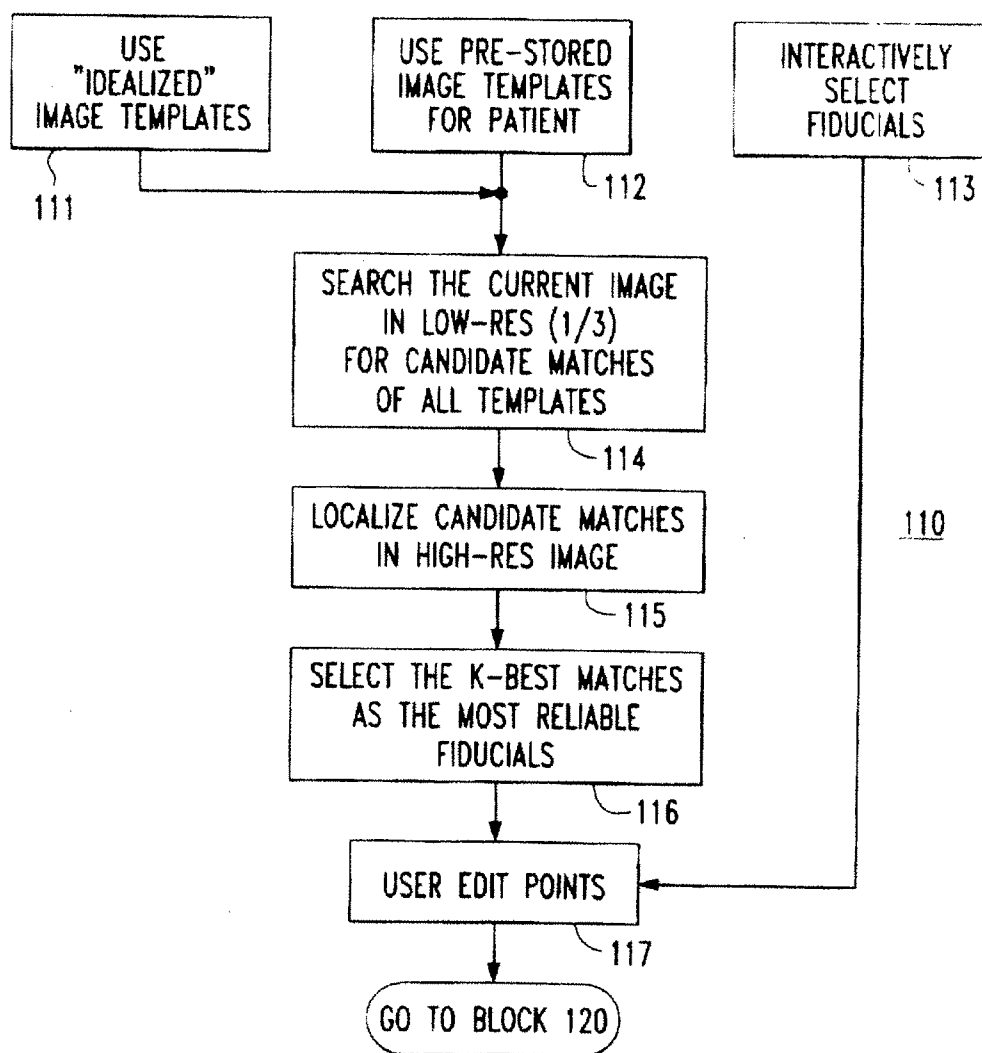 USE
"IDEALIZED"
IMAGE TEMPLATES
111
USE PRE-STORED
IMAGE TEMPLATES
FOR PATIENT
112
INTERACTIVELY
SELECT
FIDUCIALS
113
SEARCH THE CURRENT IMAGE
IN LOW-RES (1/3)
FOR CANDIDATE MATCHES
OF ALL TEMPLATES
114
LOCALIZE CANDIDATE MATCHES
IN HIGH-RES IMAGE
115
110
SELECT THE K-BEST MATCHES
AS THE MOST RELIABLE
FIDUCIALS
116
USER EDIT POINTS
117
GO TO BLOCK 120